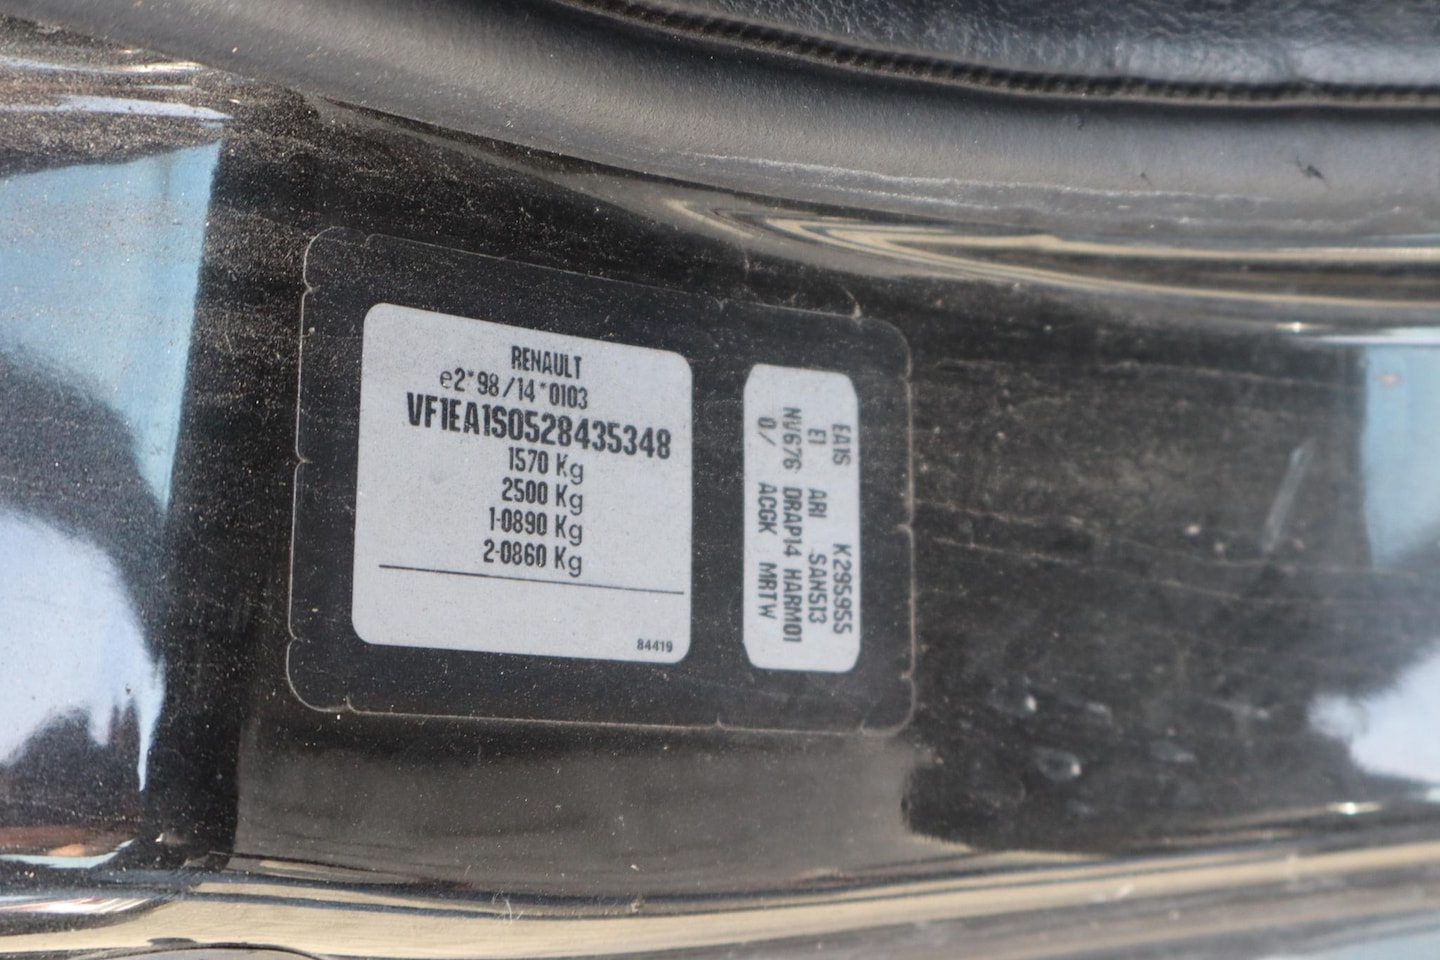 RENAULT
e2*98/14*0103
VF1EA1S0528435348
1570 Kg
2500 Kg
1-0890 Kg
2-0860 Kg
84419
EA1S ARI K295955
E1 SAN513
NV676 DRAP14 HARM01
0/ ACGK MRTW